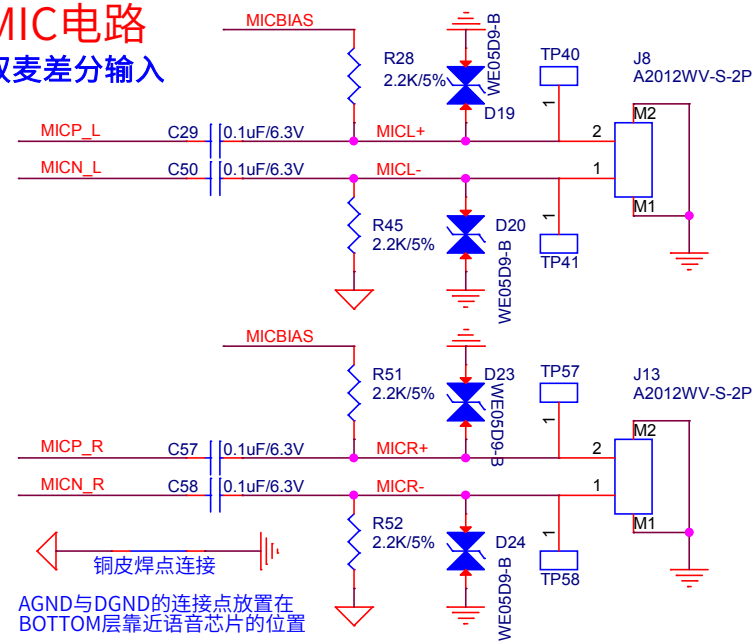 MIC电路
双麦差分输入
MICBIAS
R28
2.2K/5%
WE05D9-B
D19
TP40
1
J8
A2012WV-S-2P
M2
MICP_L
C29
0.1uF/6.3V
MICL+
2
MICN_L
C50
0.1uF/6.3V
MICL-
1
M1
R45
2.2K/5%
D20
WE05D9-B
1
TP41
MICBIAS
R51
2.2K/5%
D23
WE05D9-B
TP57
1
J13
A2012WV-S-2P
M2
MICP_R
C57
0.1uF/6.3V
MICR+
2
MICN_R
C58
0.1uF/6.3V
MICR-
1
M1
R52
2.2K/5%
D24
WE05D9-B
1
TP58
铜皮焊点连接
AGND与DGND的连接点放置在
BOTTOM层靠近语音芯片的位置